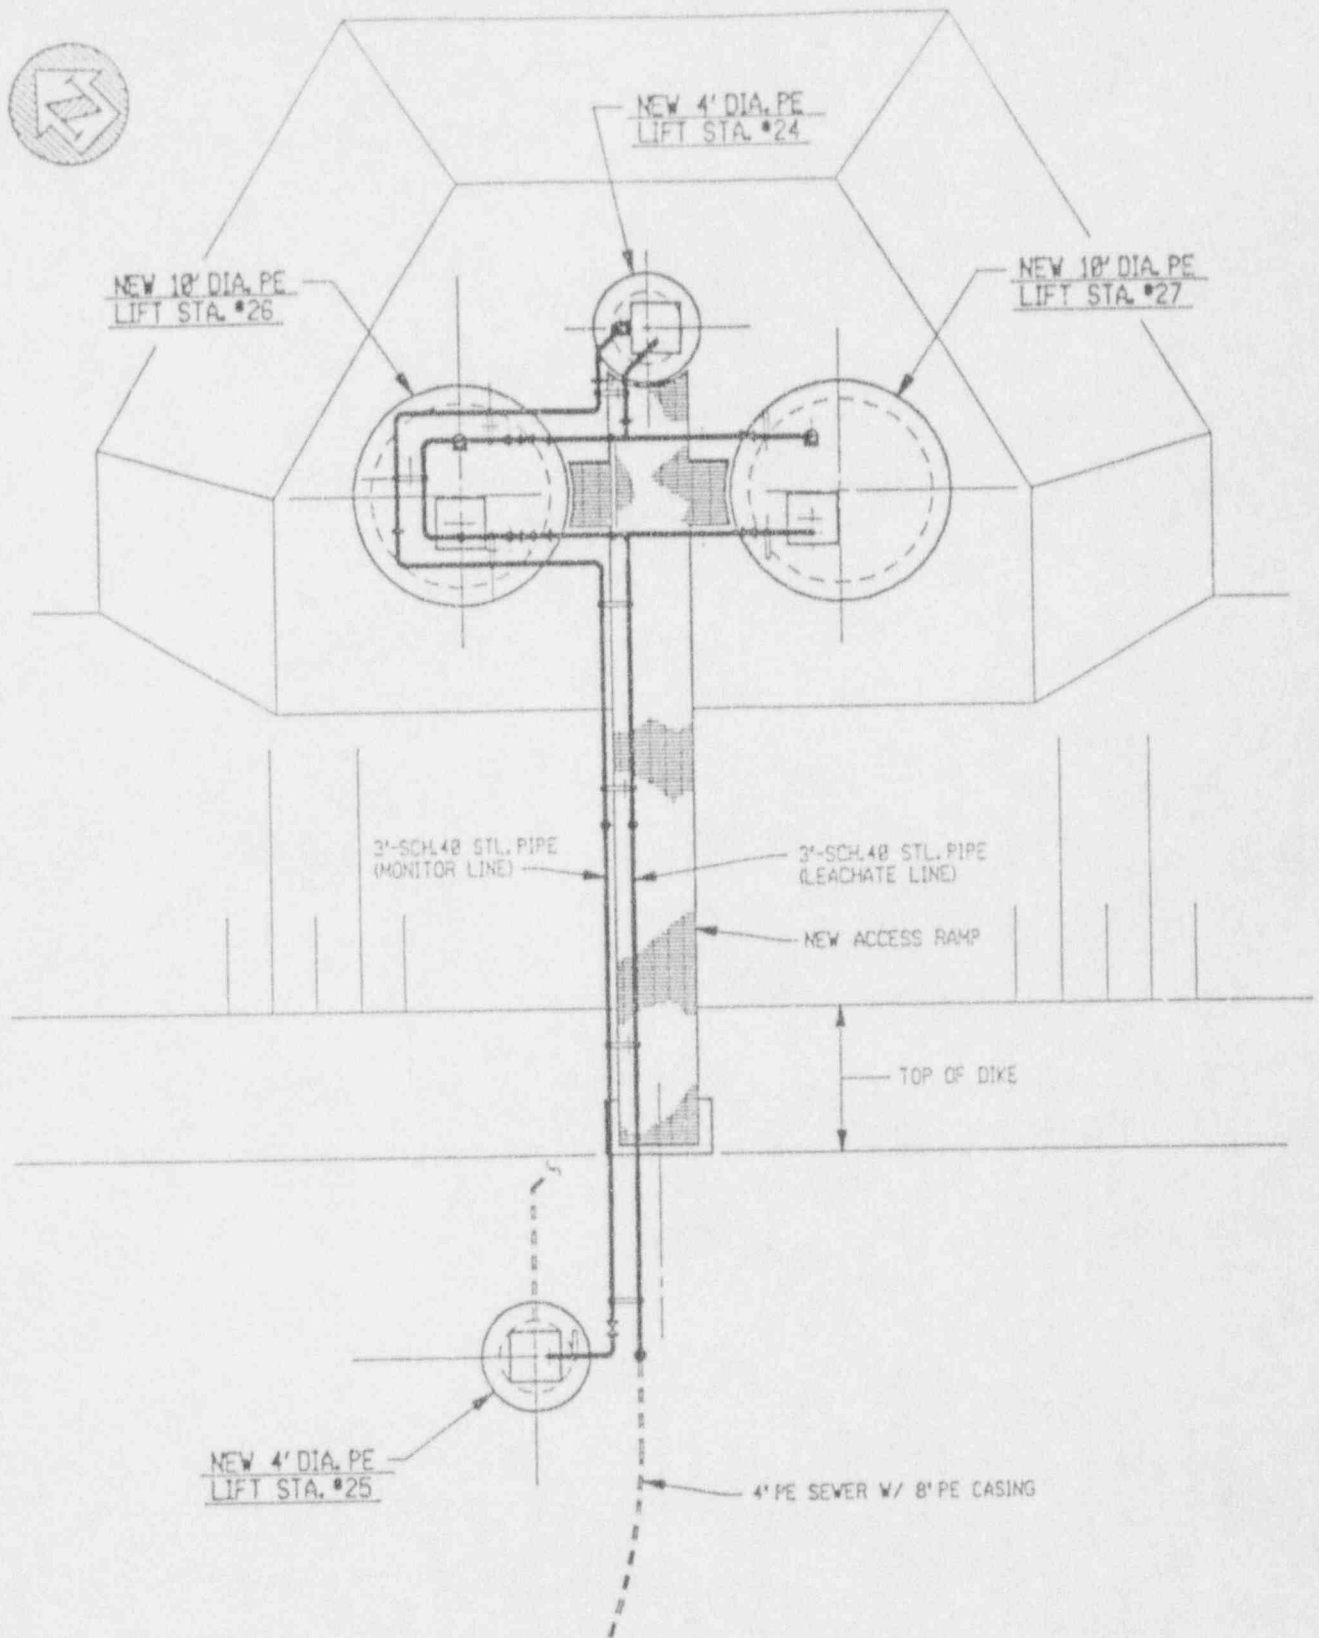 N
NEW 4' DIA. PE
LIFT STA. #24
NEW 10' DIA. PE
LIFT STA. #26
NEW 10' DIA. PE
LIFT STA. #27
3"-SCH.40 STL. PIPE
(MONITOR LINE)
3"-SCH.40 STL. PIPE
(LEACHATE LINE)
NEW ACCESS RAMP
TOP OF DIKE
NEW 4' DIA. PE
LIFT STA. #25
4" PE SEWER W/ 8" PE CASING